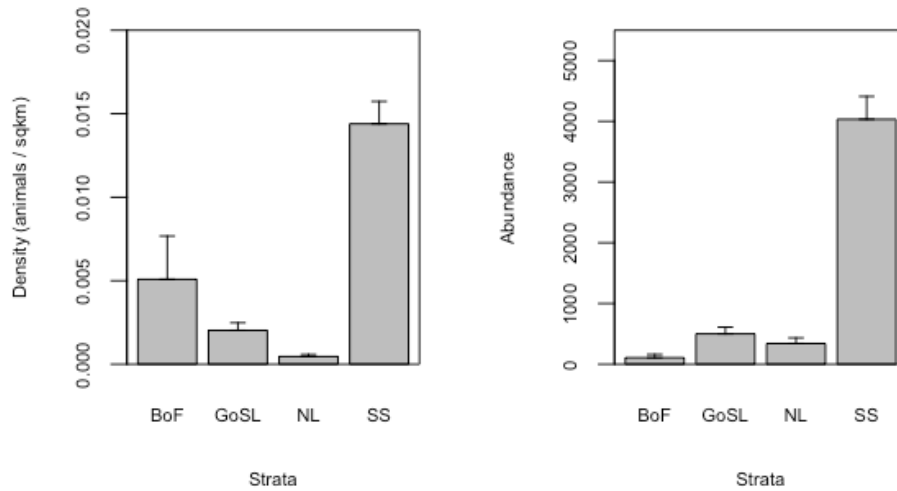 Density (animals / sqkm)
0.020
0.015
0.010
0.005
0.000
BoF GoSL NL SS
Strata
Abundance
5000
4000
3000
2000
1000
0
BoF GoSL NL SS
Strata